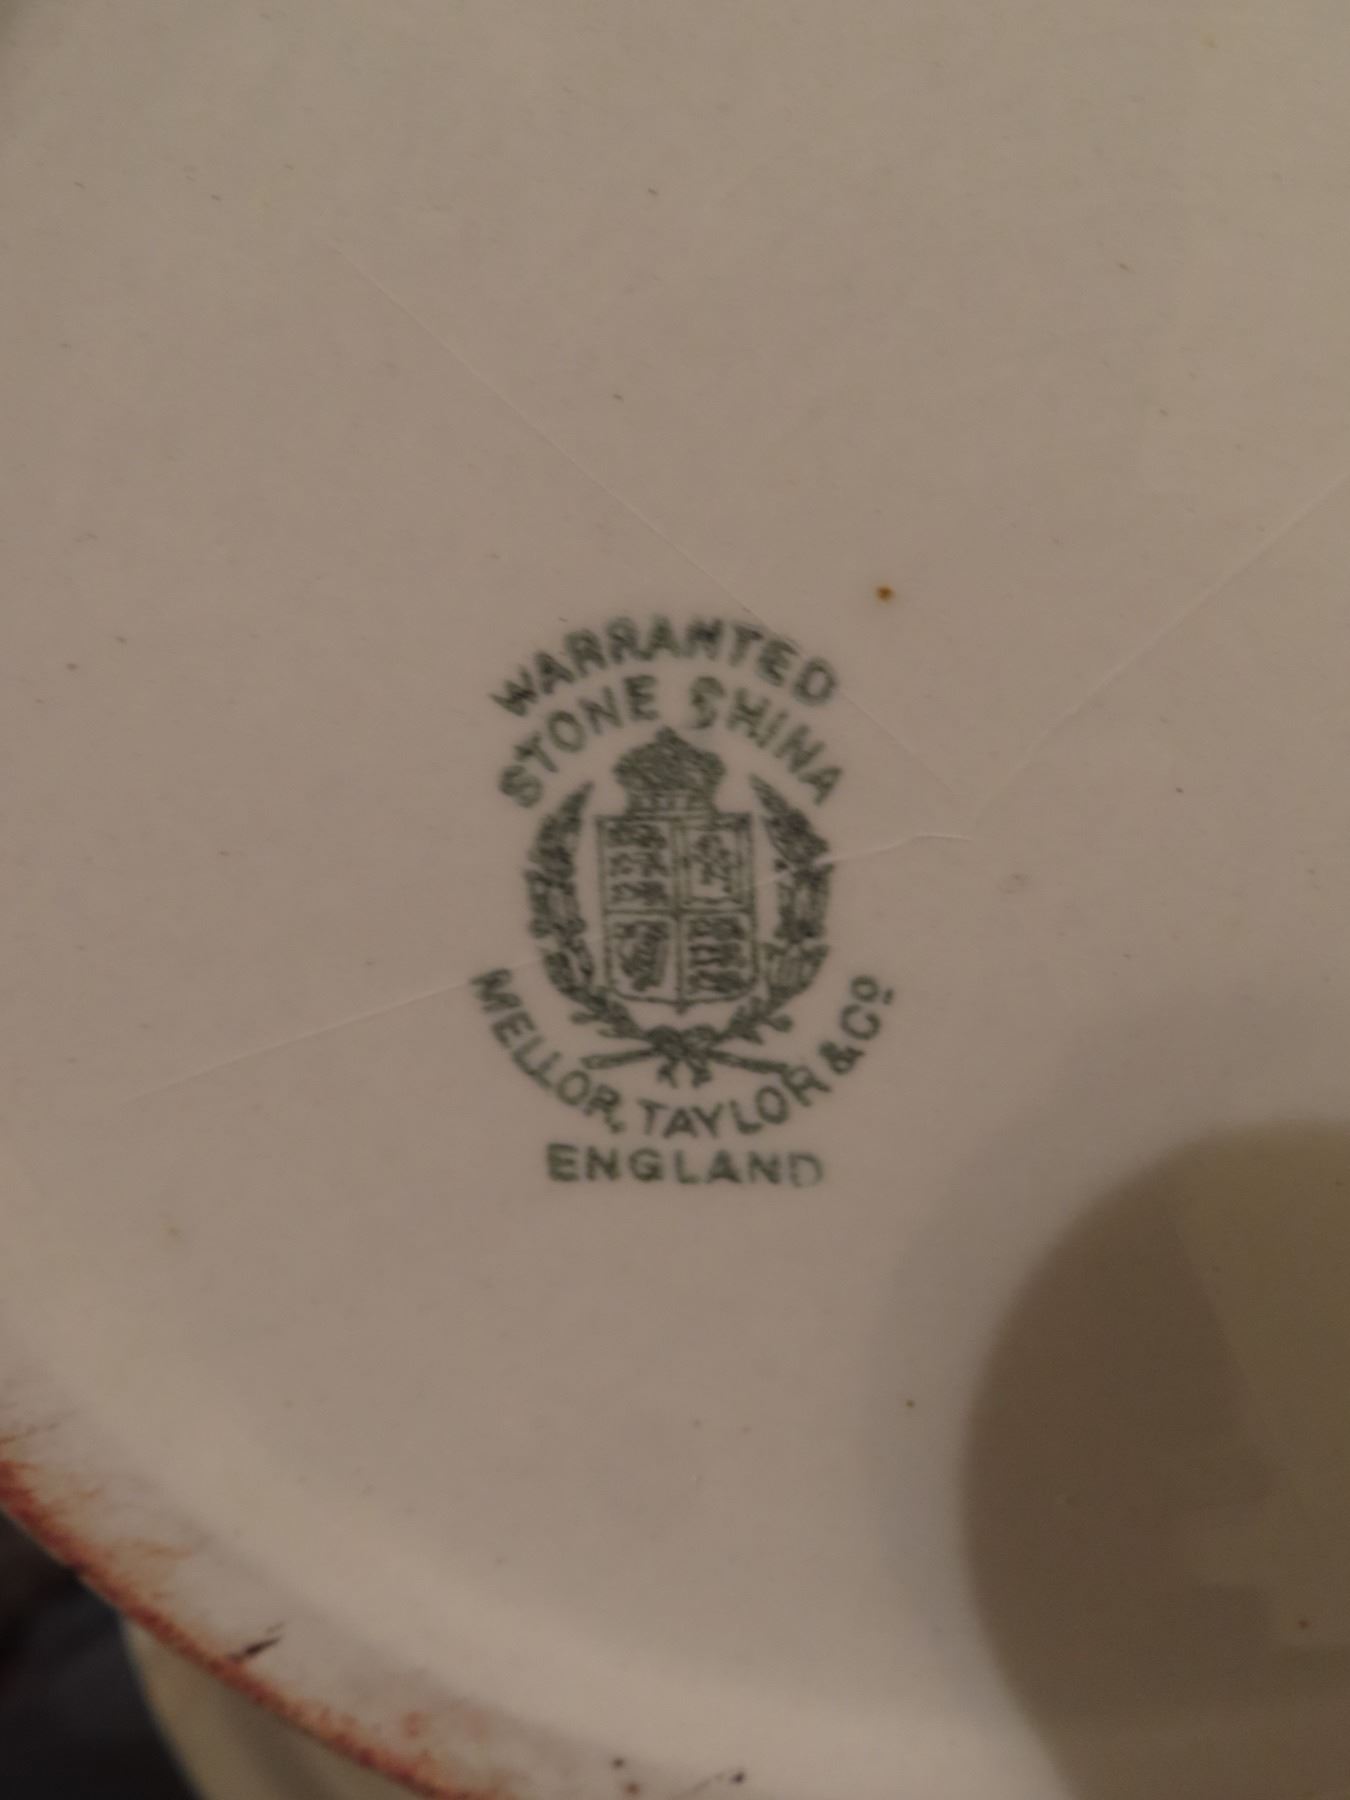 WARRANTED
STONE CHINA
MELLOR, TAYLOR & Cº
ENGLAND